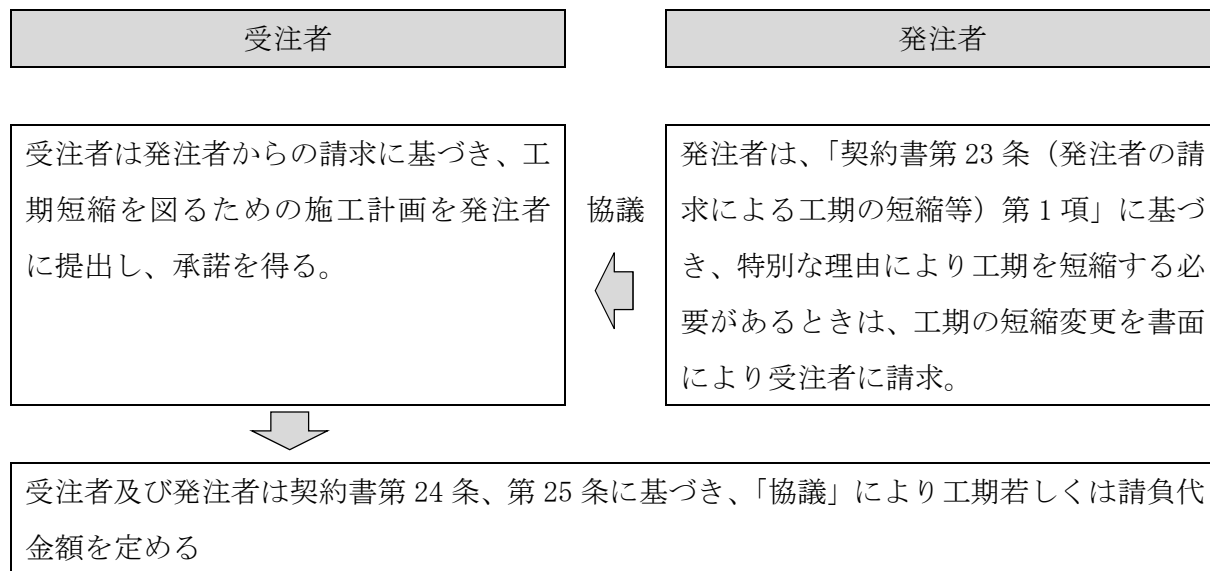 受注者
発注者
受注者は発注者からの請求に基づき、工
期短縮を図るための施工計画を発注者
に提出し、承諾を得る。
協議
発注者は、「契約書第 23 条（発注者の請
求による工期の短縮等）第 1 項」に基づ
き、特別な理由により工期を短縮する必
要があるときは、工期の短縮変更を書面
により受注者に請求。
受注者及び発注者は契約書第 24 条、第 25 条に基づき、「協議」により工期若しくは請負代
金額を定める